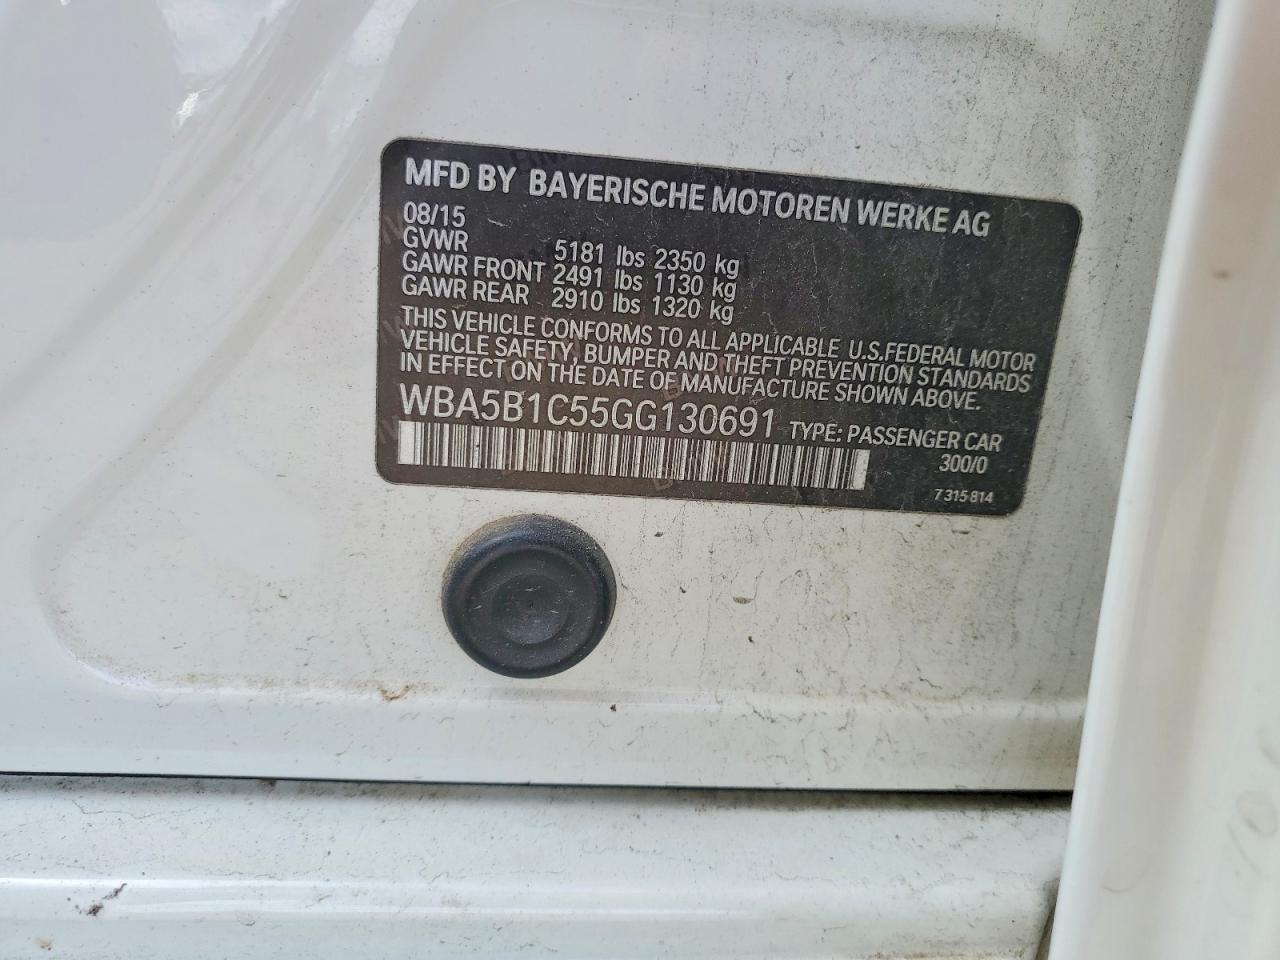 MFD BY BAYERISCHE MOTOREN WERKE AG
08/15
GVWR 5181 lbs 2350 kg
GAWR FRONT 2491 lbs 1130 kg
GAWR REAR 2910 lbs 1320 kg
THIS VEHICLE CONFORMS TO ALL APPLICABLE U.S.FEDERAL MOTOR
VEHICLE SAFETY, BUMPER AND THEFT PREVENTION STANDARDS
IN EFFECT ON THE DATE OF MANUFACTURE SHOWN ABOVE.
WBA5B1C55GG130691 TYPE: PASSENGER CAR
300/0
7 315 814